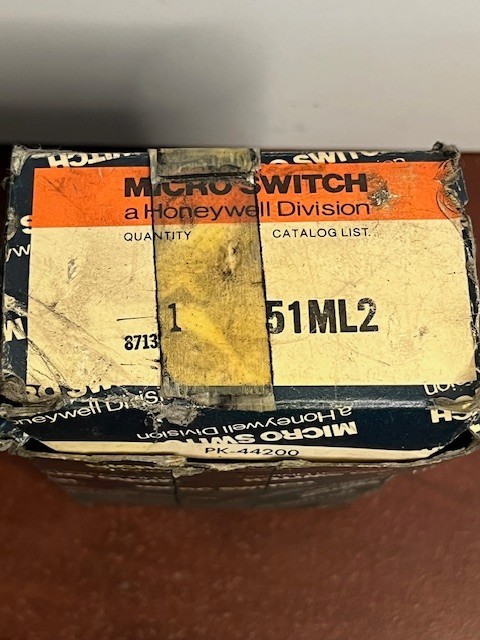 MICRO SWITCH
a Honeywell Division
QUANTITY CATALOG LIST
1 51ML2
8713
MICRO SWITCH
a Honeywell Division
PK-44200